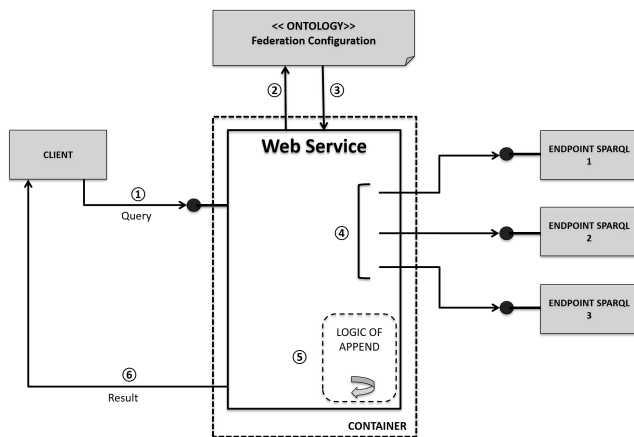 << ONTOLOGY>>
Federation Configuration
②
③
Web Service
CLIENT
①
Query
④
ENDPOINT SPARQL
1
ENDPOINT SPARQL
2
ENDPOINT SPARQL
3
LOGIC OF
APPEND
⑤
⑥
Result
CONTAINER